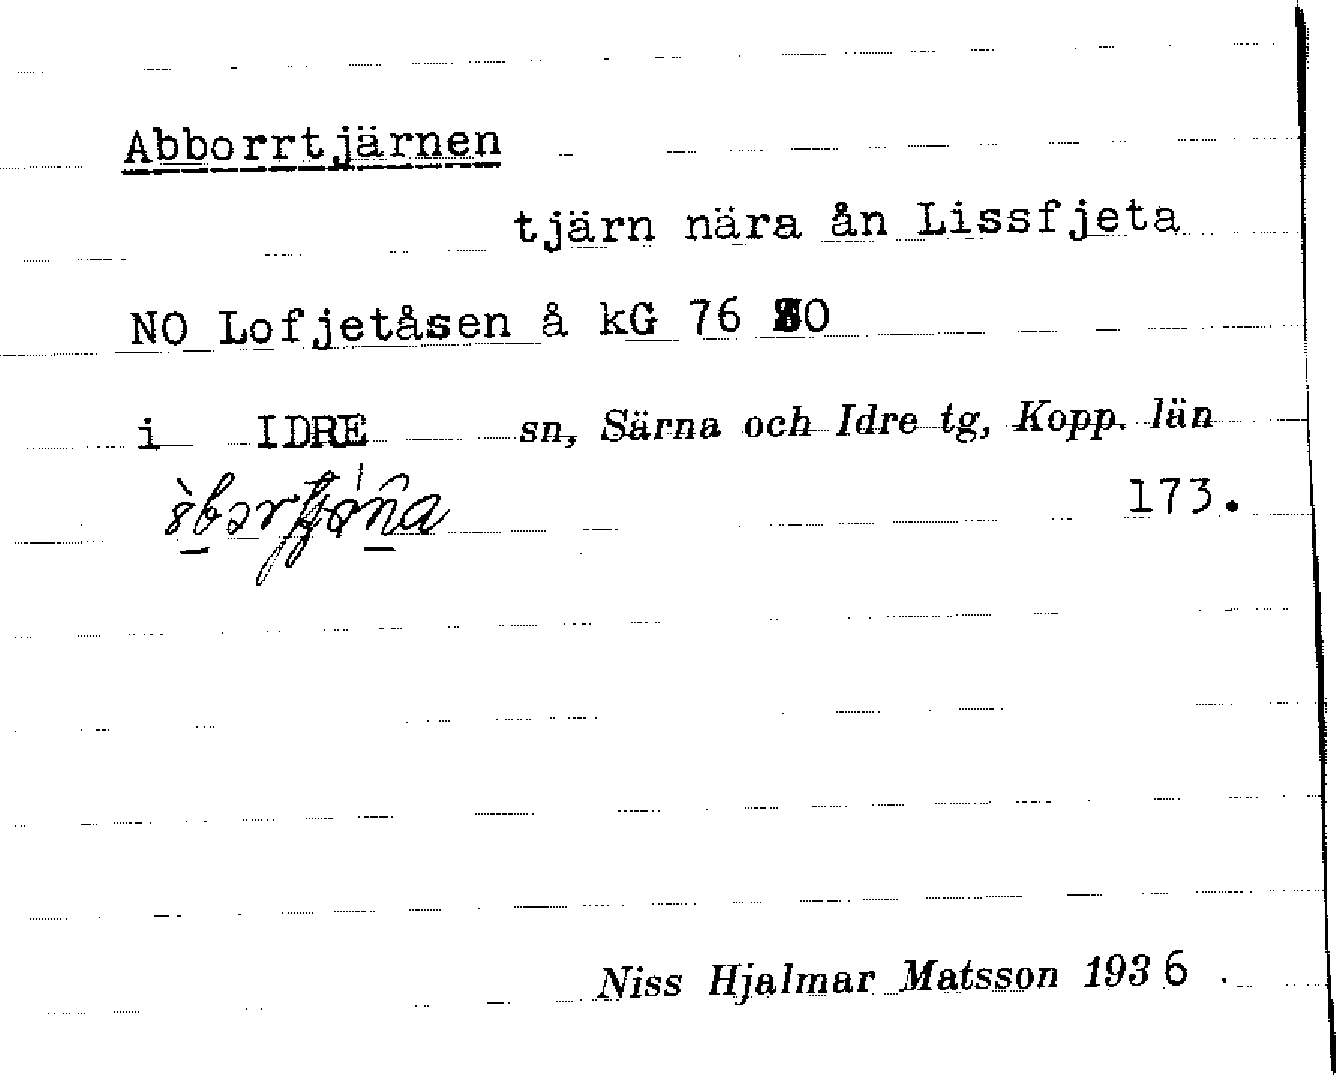 Abborrtjärnen
tjärn nära ån Lissfjeta
NO Lofjetåsen å kG 76
i IDRE sn, Särna och Idre tg, Kopp. län
173.
Niss Hjalmar Matsson 1936.